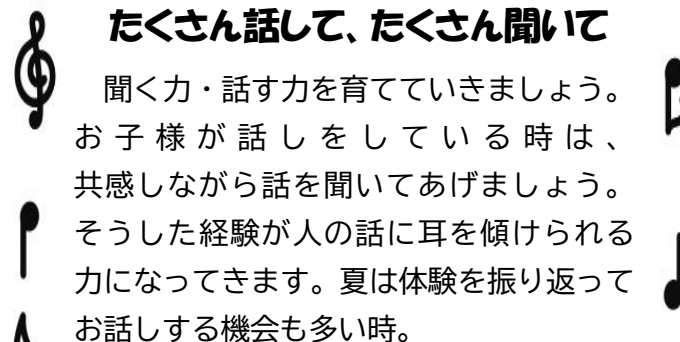 たくさん話して、たくさん聞いて
聞く力・話す力を育てていきましょう。
お子様が話しをしている時は、
共感しながら話を聞いてあげましょう。
そうした経験が人の話に耳を傾けられる
力になってきます。夏は体験を振り返って
お話しする機会も多い時。